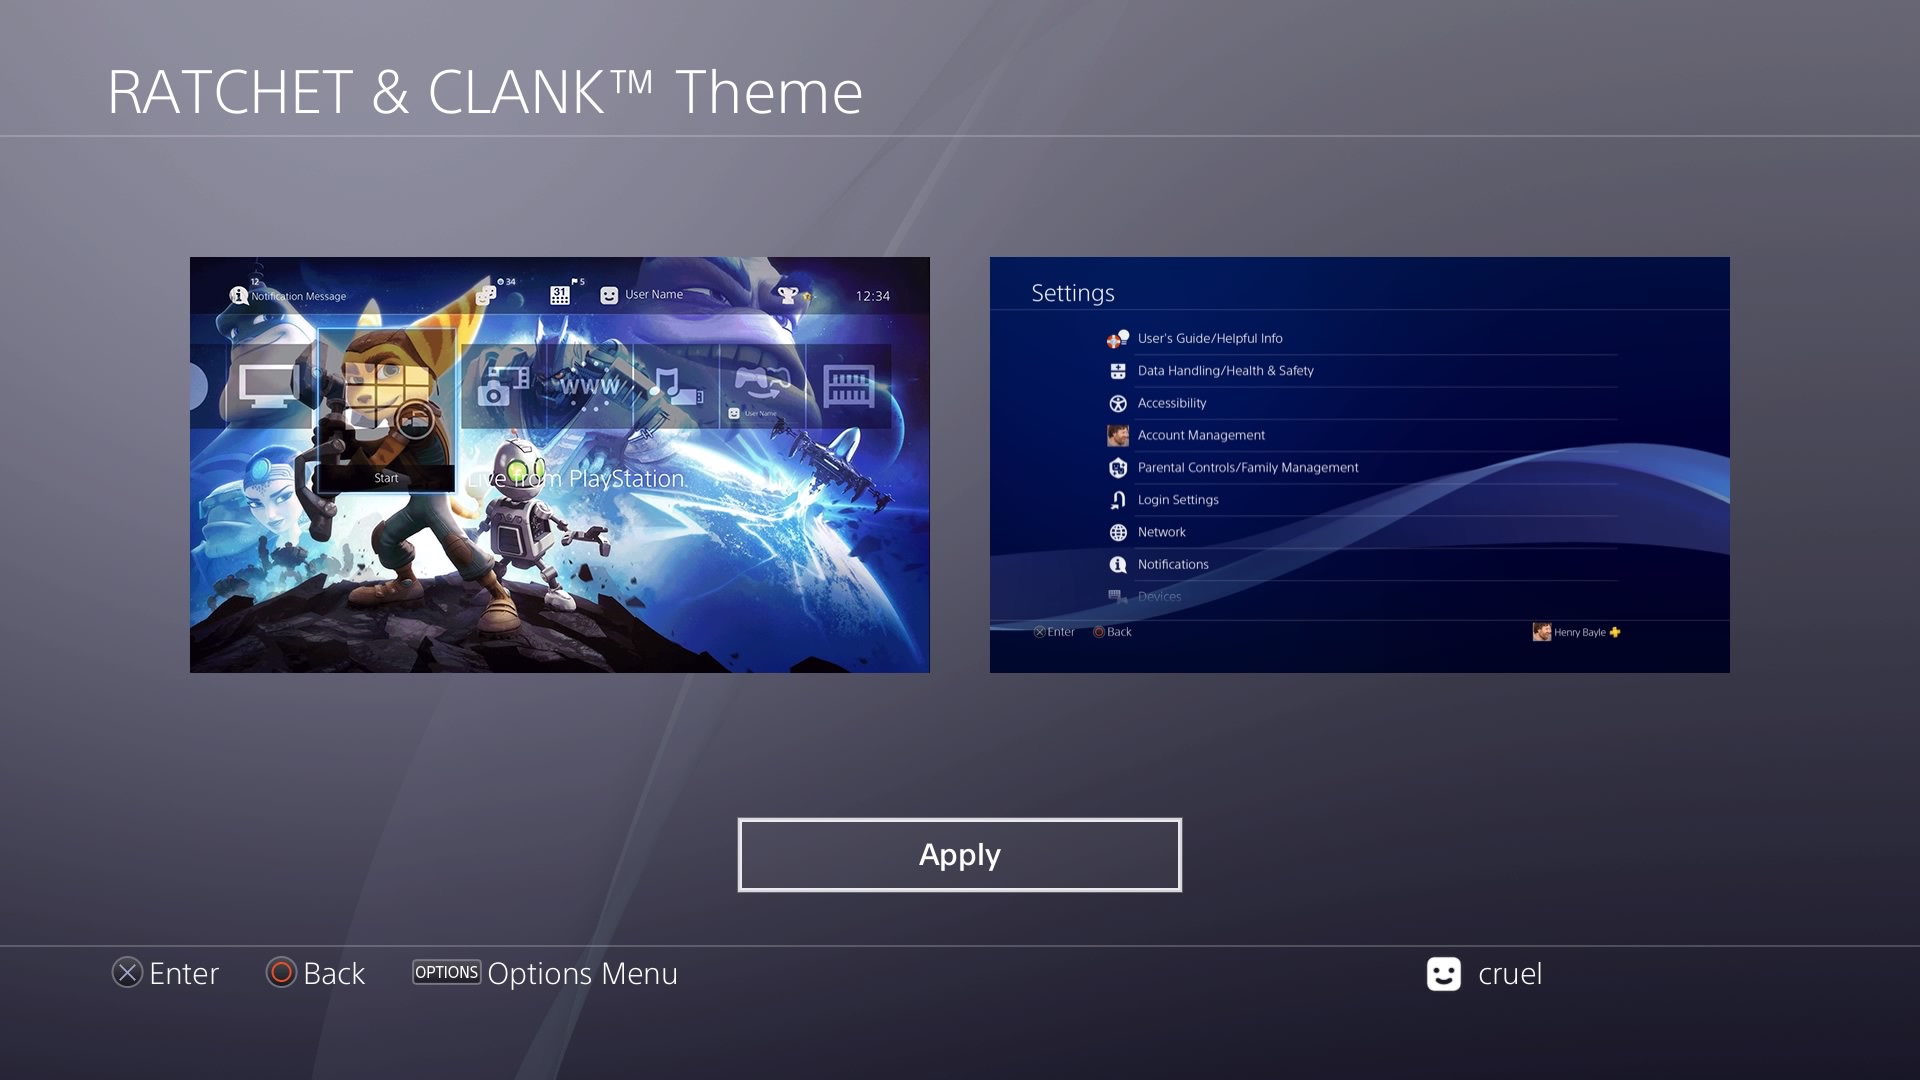 RATCHET & CLANK™ Theme
12
Notification Message
34
31
5
User Name
12:34
www
User Name
Start
Live from PlayStation
Settings
User's Guide/Helpful Info
Data Handling/Health & Safety
Accessibility
Account Management
Parental Controls/Family Management
Login Settings
Network
Notifications
Devices
Enter
Back
Henry Bayle
Apply
Enter
Back
OPTIONS Options Menu
cruel